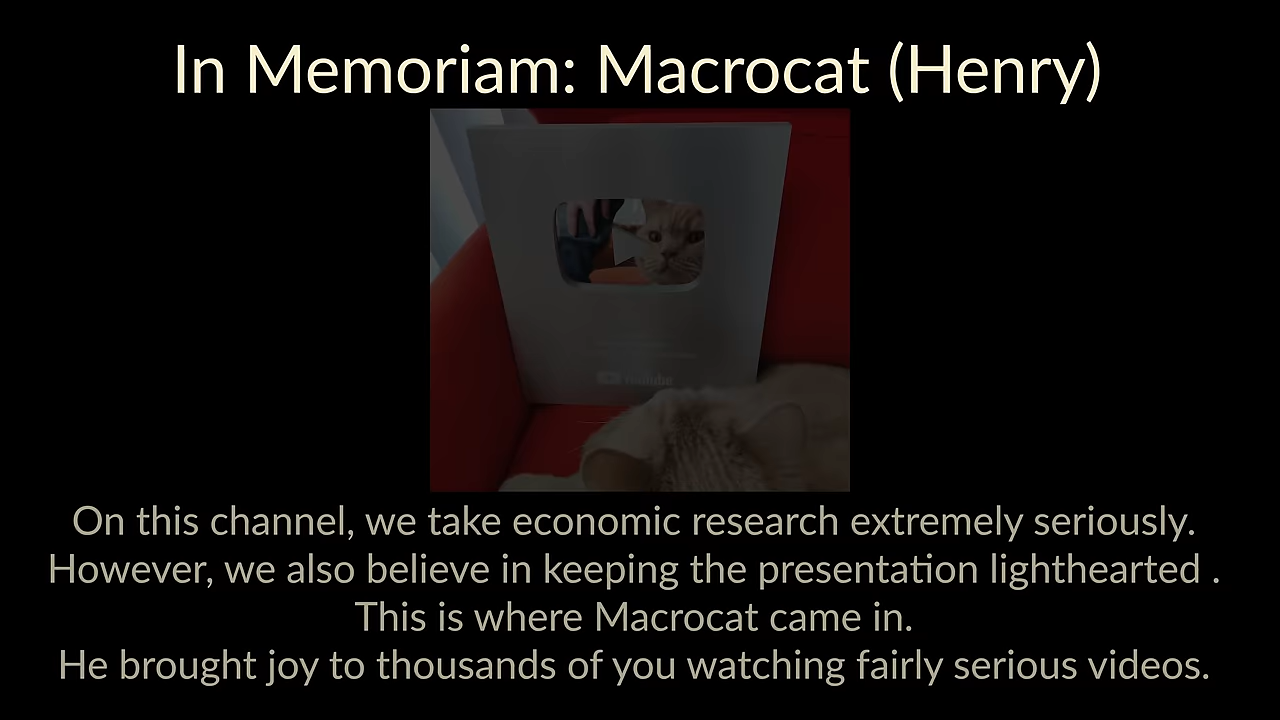 In Memoriam: Macrocat (Henry)
YouTube
On this channel, we take economic research extremely seriously.
However, we also believe in keeping the presentation lighthearted .
This is where Macrocat came in.
He brought joy to thousands of you watching fairly serious videos.